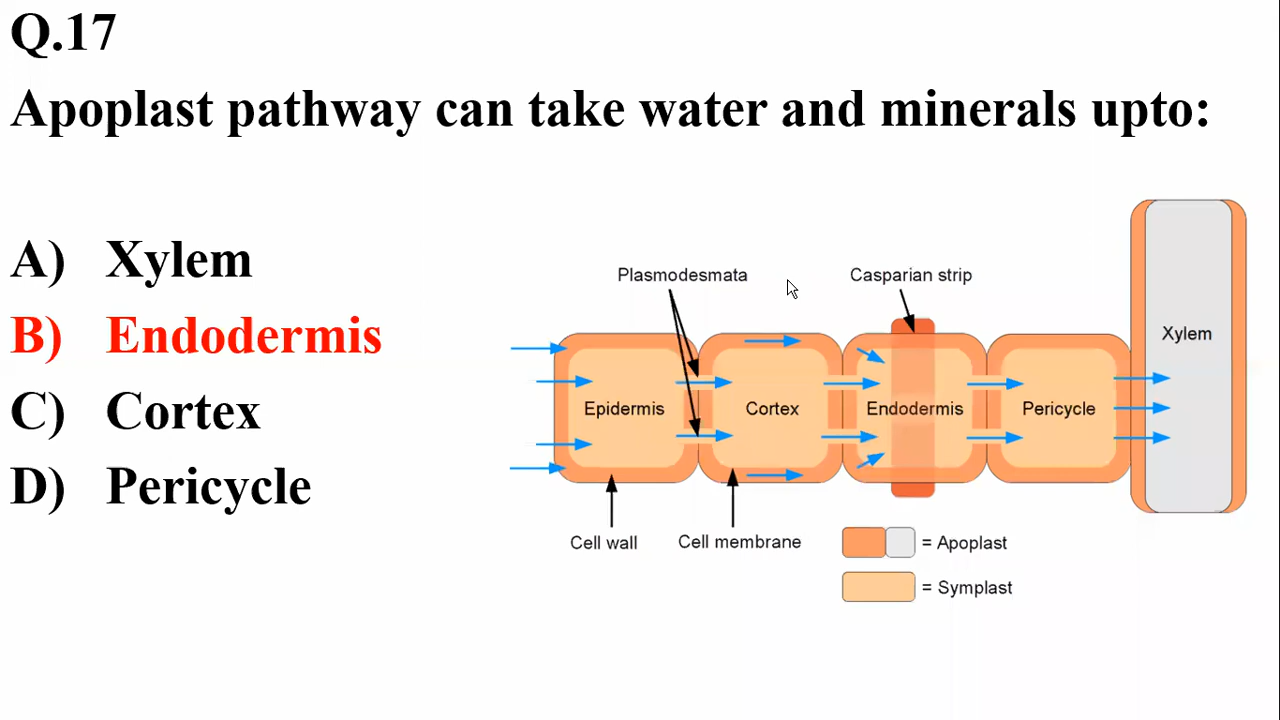 Q.17
Apoplast pathway can take water and minerals upto:
A) Xylem
B) Endodermis
C) Cortex
D) Pericycle
Plasmodesmata
Casparian strip
Xylem
Epidermis
Cortex
Endodermis
Pericycle
Cell wall
Cell membrane
= Apoplast
= Symplast